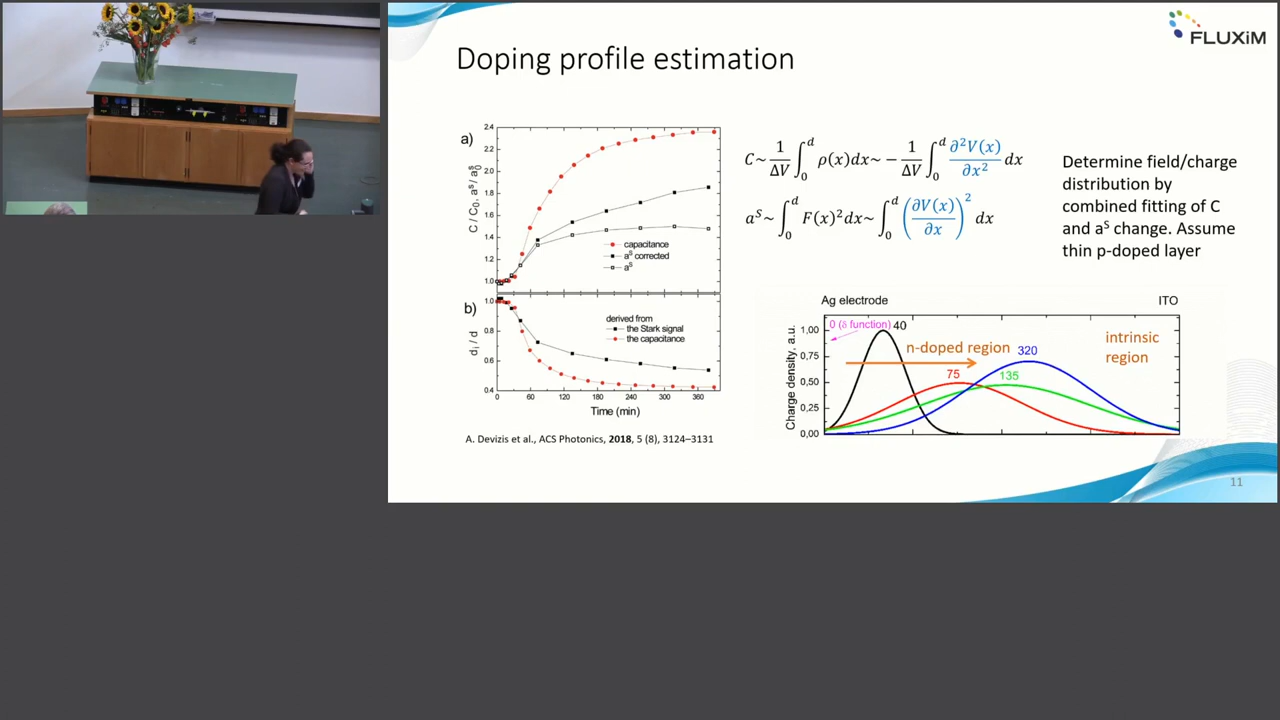 FLUXiM
Doping profile estimation
a)
2.4
2.2
2.0
1.8
1.6
1.4
1.2
1.0
C / C₀, aˢ / aˢ₀
capacitance
aˢ corrected
aˢ
b)
1.0
0.8
0.6
0.4
dᵢ / d
derived from
the Stark signal
the capacitance
0 60 120 180 240 300 360
Time (min)
A. Devizis et al., ACS Photonics, 2018, 5 (8), 3124–3131
C~ 1/ΔV ∫₀ᵈ ρ(x)dx~ − 1/ΔV ∫₀ᵈ ∂²V(x)/∂x² dx
aˢ~ ∫₀ᵈ F(x)²dx~ ∫₀ᵈ (∂V(x)/∂x)² dx
Determine field/charge
distribution by
combined fitting of C
and aˢ change. Assume
thin p-doped layer
Ag electrode ITO
Charge density, a.u.
1,00
0,75
0,50
0,25
0,00
0 (δ function) 40
n-doped region 320
intrinsic
region
75 135
11